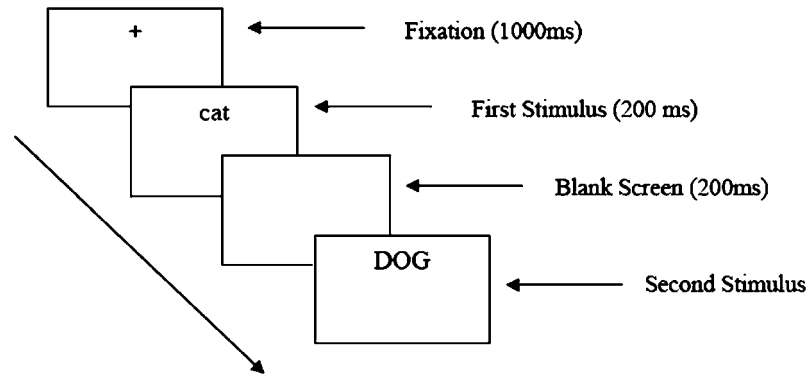 +
Fixation (1000ms)
cat
First Stimulus (200 ms)
Blank Screen (200ms)
DOG
Second Stimulus